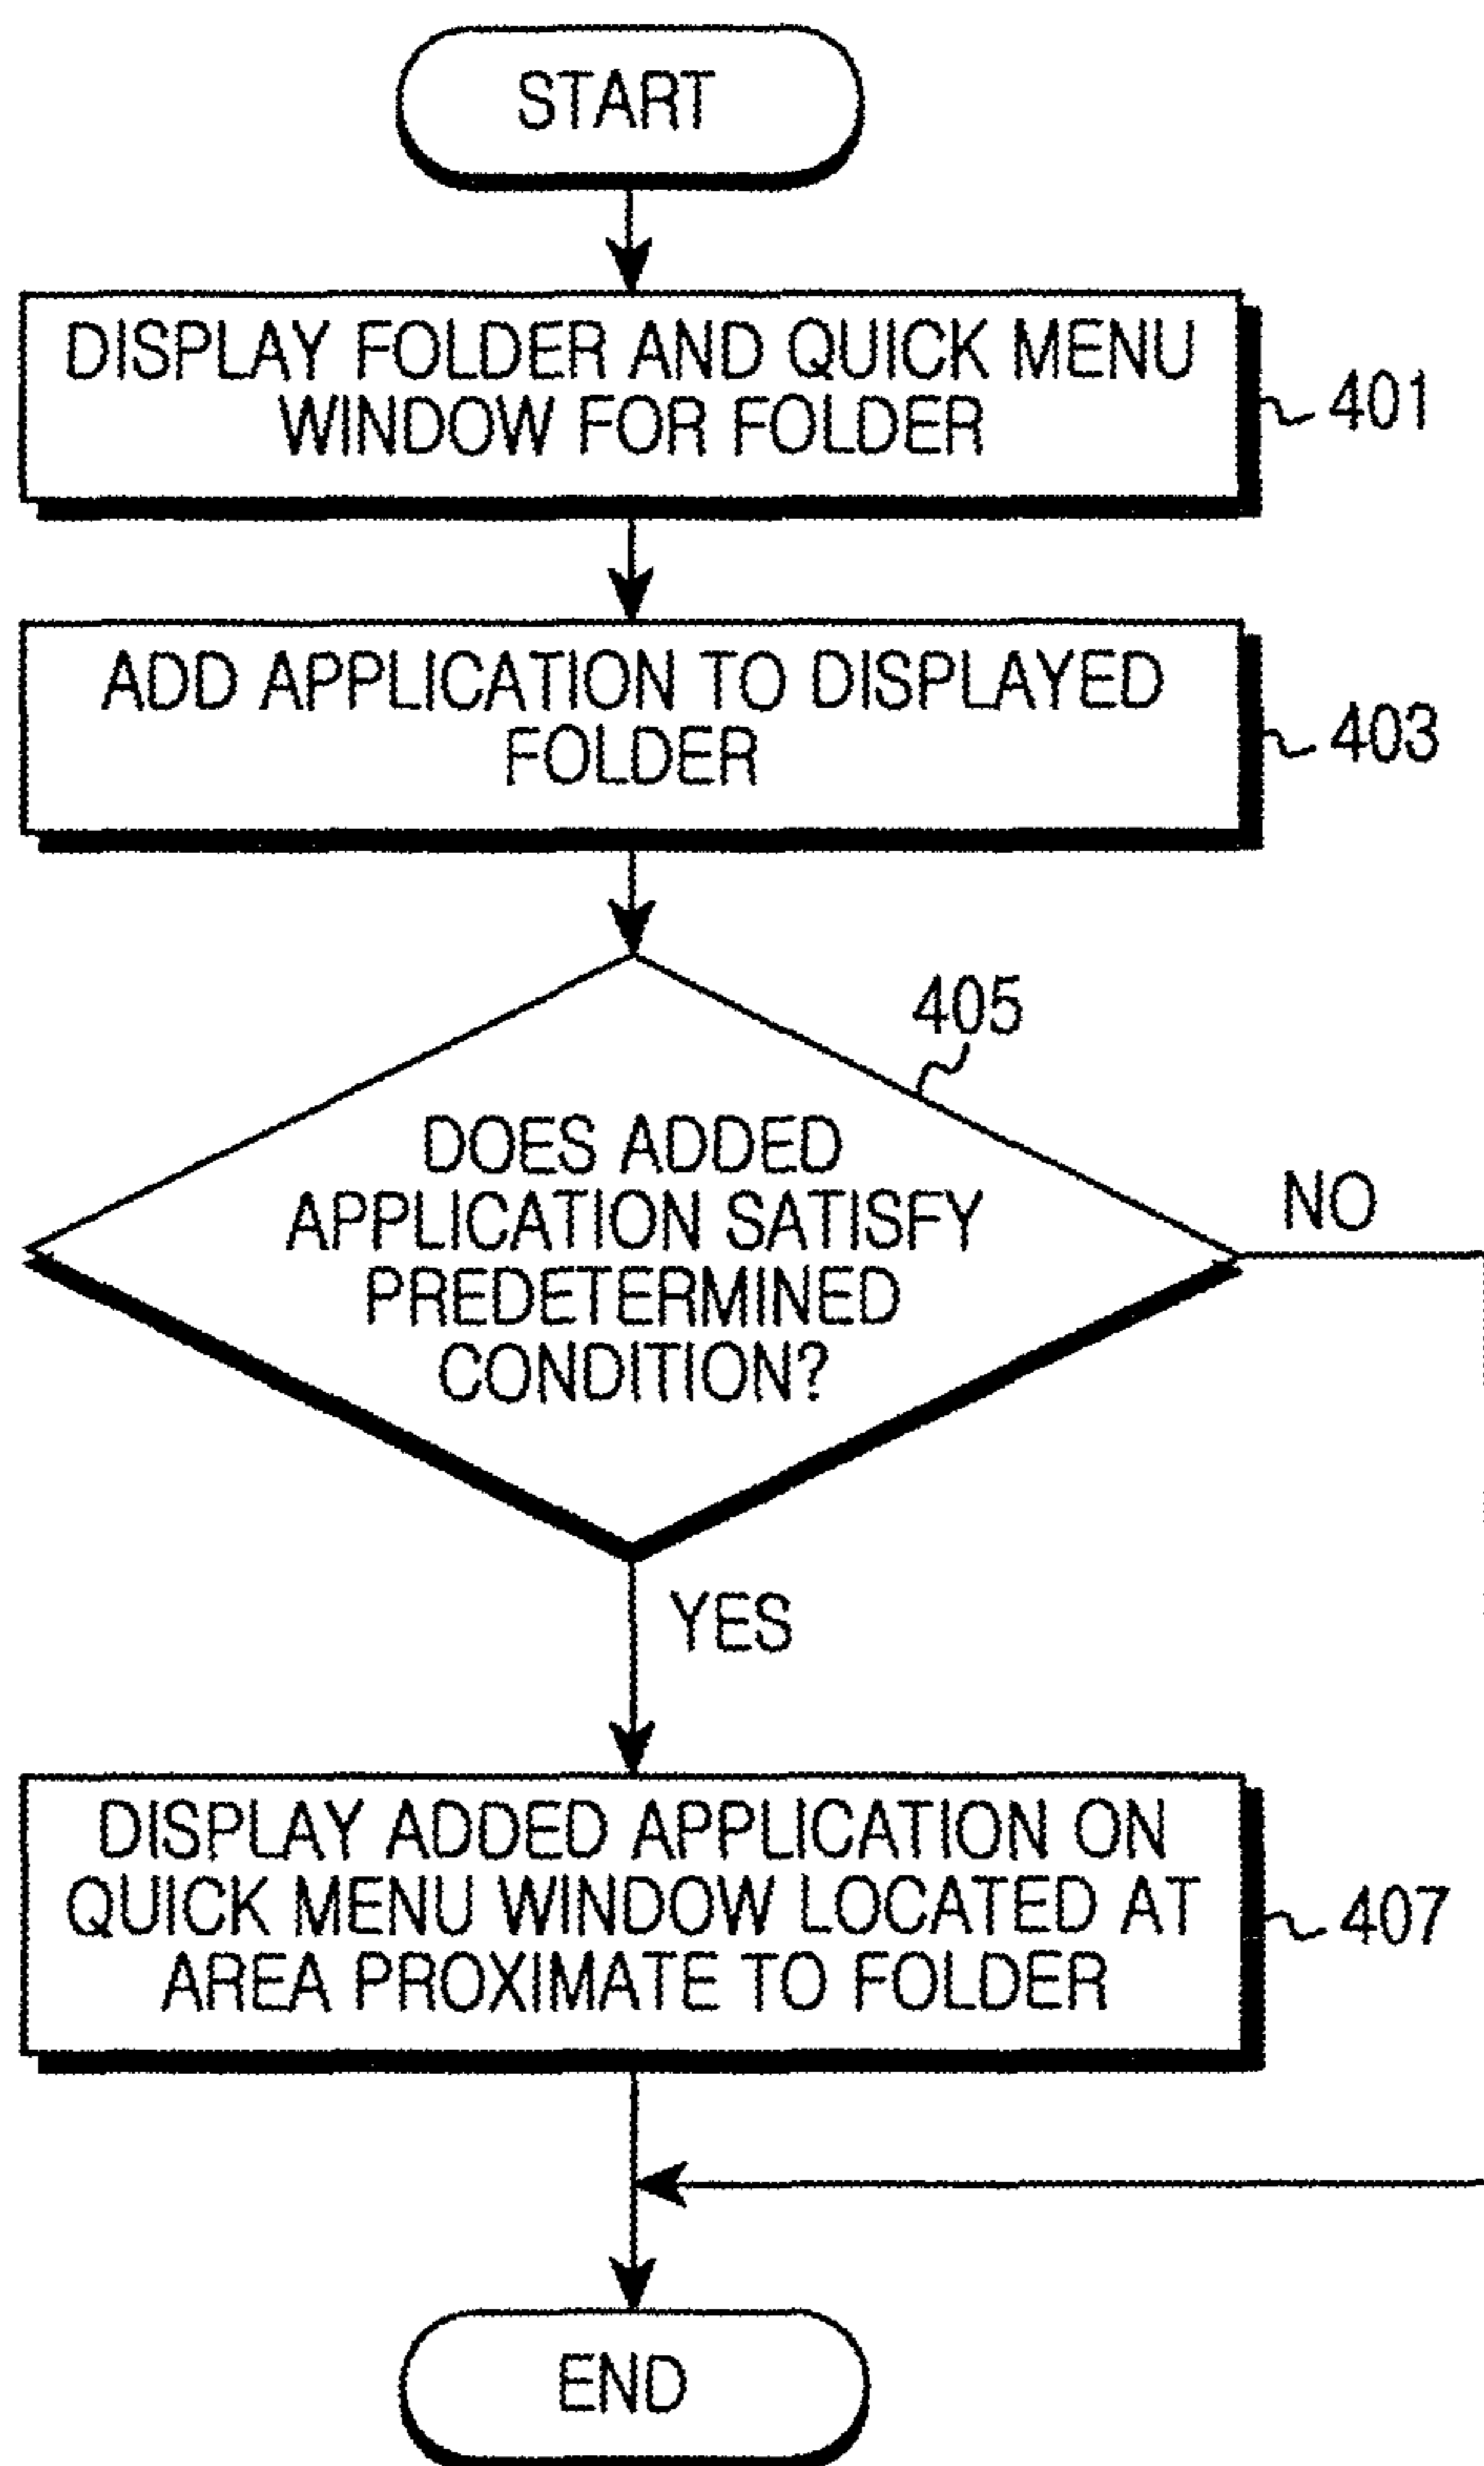 START
DISPLAY FOLDER AND QUICK MENU
WINDOW FOR FOLDER
401
ADD APPLICATION TO DISPLAYED
FOLDER
403
405
DOES ADDED
APPLICATION SATISFY
PREDETERMINED
CONDITION?
NO
YES
DISPLAY ADDED APPLICATION ON
QUICK MENU WINDOW LOCATED AT
AREA PROXIMATE TO FOLDER
407
END